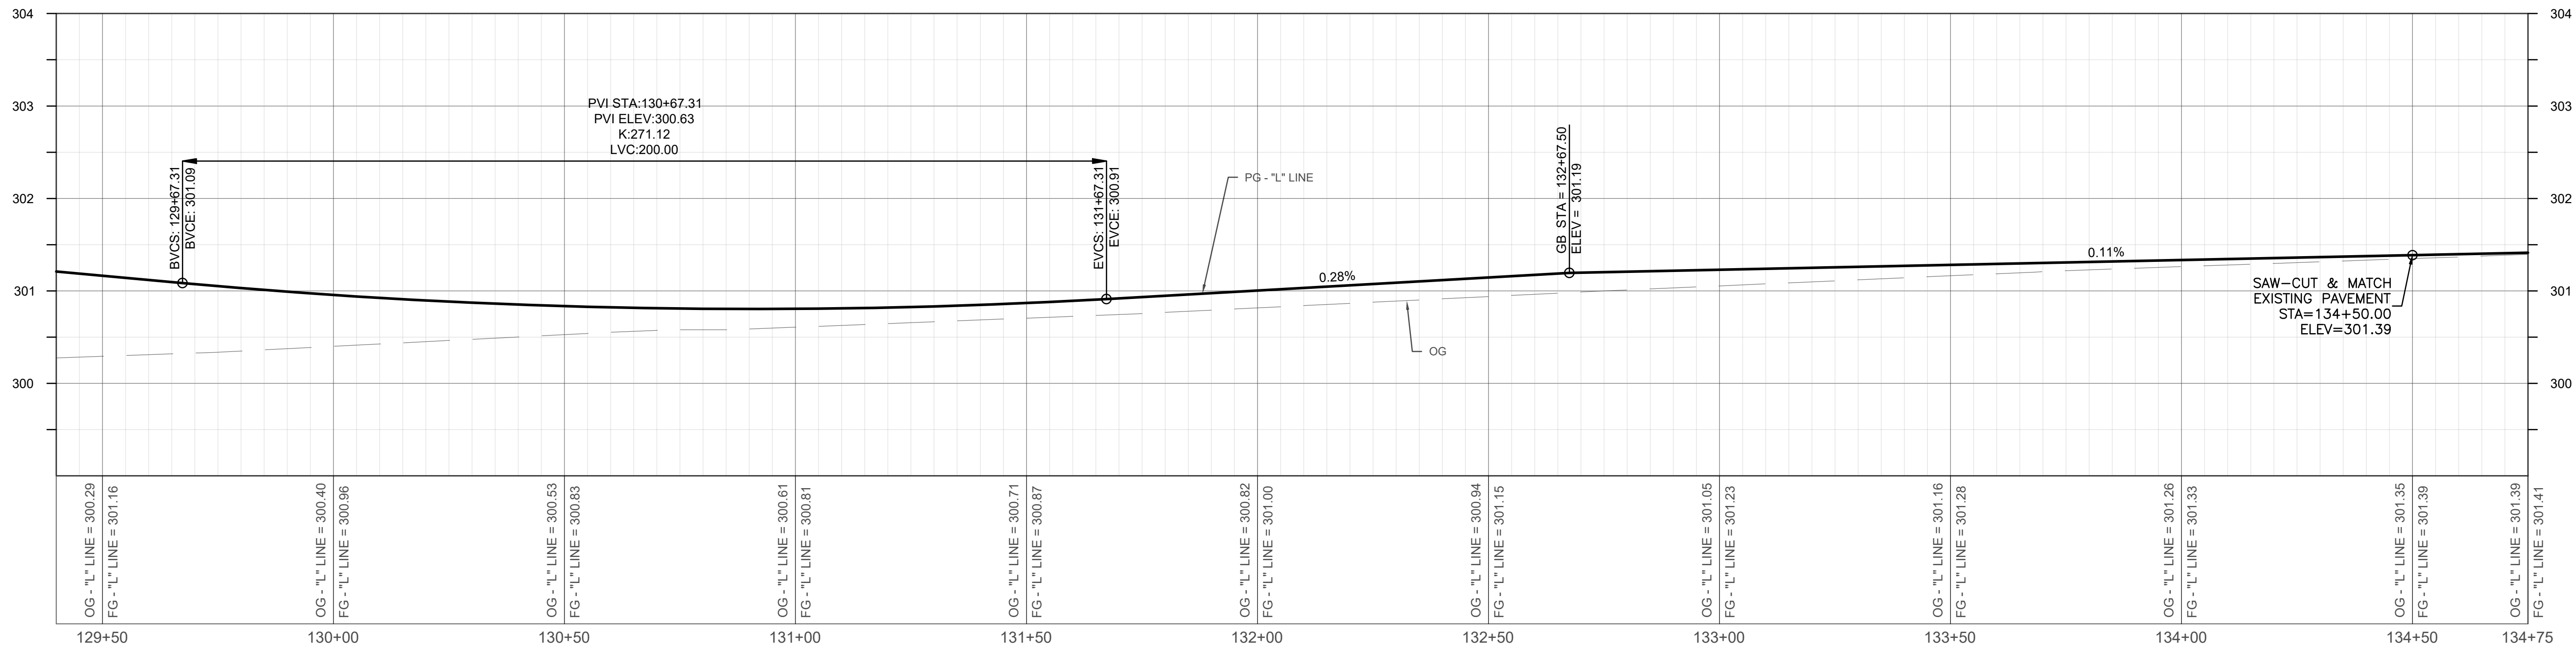 304
304
303
303
302
302
301
301
300
300
PVI STA:130+67.31
PVI ELEV:300.63
K:271.12
LVC:200.00
BVCS: 129+67.31
BVCE: 301.09
EVCS: 131+67.31
EVCE: 300.91
PG - "L" LINE
0.28%
OG
GB STA = 132+67.50
ELEV = 301.19
0.11%
SAW-CUT & MATCH
EXISTING PAVEMENT
STA=134+50.00
ELEV=301.39
OG - "L" LINE = 300.29
FG - "L" LINE = 301.16
OG - "L" LINE = 300.40
FG - "L" LINE = 300.96
OG - "L" LINE = 300.53
FG - "L" LINE = 300.83
OG - "L" LINE = 300.61
FG - "L" LINE = 300.81
OG - "L" LINE = 300.71
FG - "L" LINE = 300.87
OG - "L" LINE = 300.82
FG - "L" LINE = 301.00
OG - "L" LINE = 300.94
FG - "L" LINE = 301.15
OG - "L" LINE = 301.05
FG - "L" LINE = 301.23
OG - "L" LINE = 301.16
FG - "L" LINE = 301.28
OG - "L" LINE = 301.26
FG - "L" LINE = 301.33
OG - "L" LINE = 301.35
FG - "L" LINE = 301.39
OG - "L" LINE = 301.39
FG - "L" LINE = 301.41
129+50
130+00
130+50
131+00
131+50
132+00
132+50
133+00
133+50
134+00
134+50
134+75